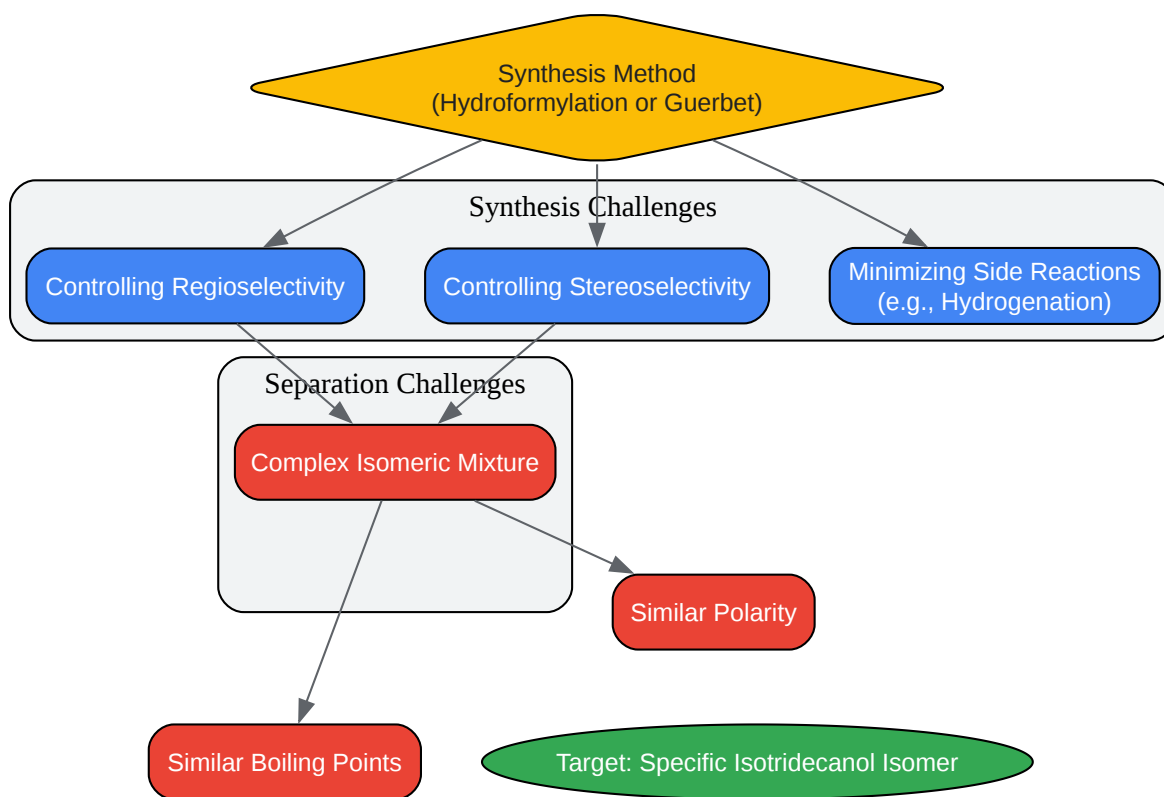 Synthesis Method
(Hydroformylation or Guerbet)
Synthesis Challenges
Controlling Regioselectivity
Controlling Stereoselectivity
Minimizing Side Reactions
(e.g., Hydrogenation)
Separation Challenges
Complex Isomeric Mixture
Similar Polarity
Similar Boiling Points
Target: Specific Isotridecanol Isomer